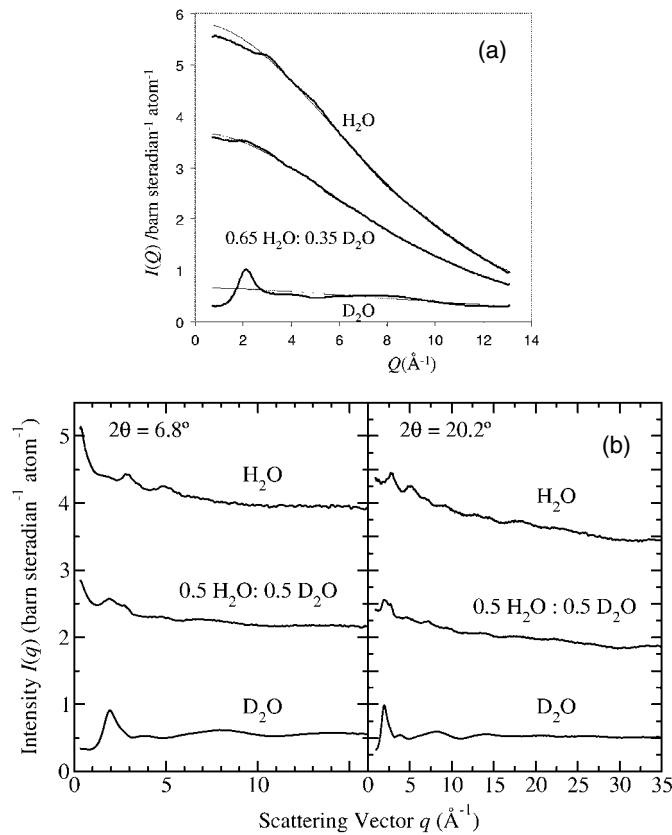 (a)
I(Q) /barn steradian⁻¹ atom⁻¹
6
5
4
3
2
1
0
H₂O
0.65 H₂O: 0.35 D₂O
D₂O
0 2 4 6 8 10 12 14
Q(Å⁻¹)
Intensity I(q) (barn steradian⁻¹ atom⁻¹)
5
4
3
2
1
0
2θ = 6.8º
H₂O
0.5 H₂O: 0.5 D₂O
D₂O
0 5 10
2θ = 20.2º
(b)
H₂O
0.5 H₂O : 0.5 D₂O
D₂O
0 5 10 15 20 25 30 35
Scattering Vector q (Å⁻¹)